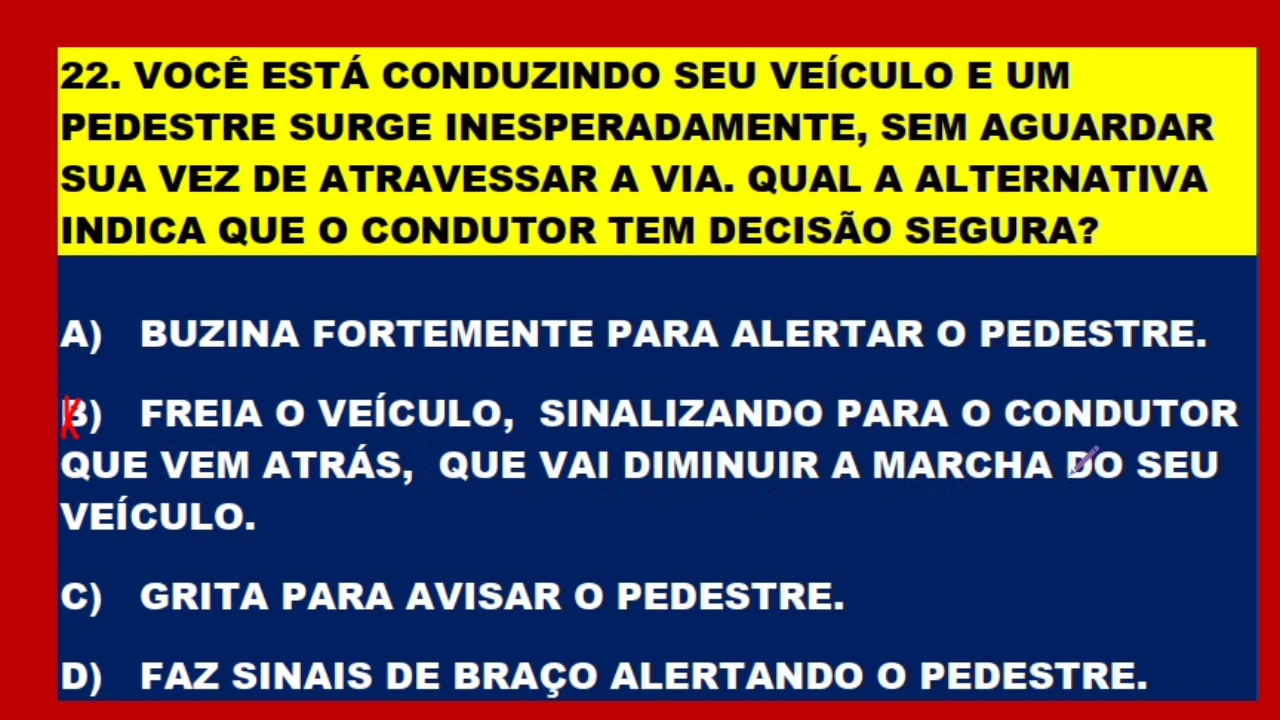 22. VOCÊ ESTÁ CONDUZINDO SEU VEÍCULO E UM
PEDESTRE SURGE INESPERADAMENTE, SEM AGUARDAR
SUA VEZ DE ATRAVESSAR A VIA. QUAL A ALTERNATIVA
INDICA QUE O CONDUTOR TEM DECISÃO SEGURA?
A) BUZINA FORTEMENTE PARA ALERTAR O PEDESTRE.
B) FREIA O VEÍCULO, SINALIZANDO PARA O CONDUTOR
QUE VEM ATRÁS, QUE VAI DIMINUIR A MARCHA DO SEU
VEÍCULO.
C) GRITA PARA AVISAR O PEDESTRE.
D) FAZ SINAIS DE BRAÇO ALERTANDO O PEDESTRE.